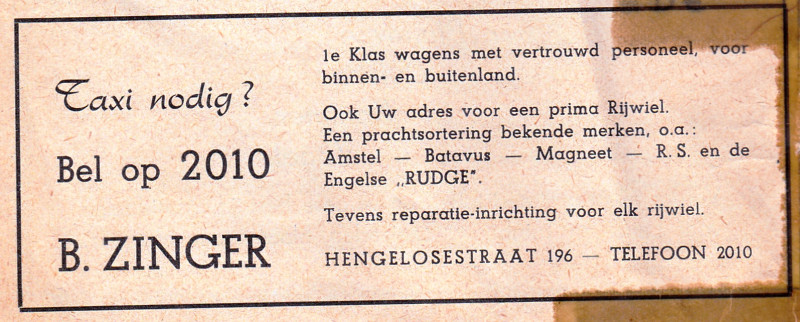 Taxi nodig?
Bel op 2010
B. ZINGER
1e Klas wagens met vertrouwd personeel, voor
binnen- en buitenland.
Ook Uw adres voor een prima Rijwiel.
Een prachtsortering bekende merken, o.a.:
Amstel — Batavus — Magneet — R.S. en de
Engelse „RUDGE".
Tevens reparatie-inrichting voor elk rijwiel.
HENGELOSESTRAAT 196 — TELEFOON 2010